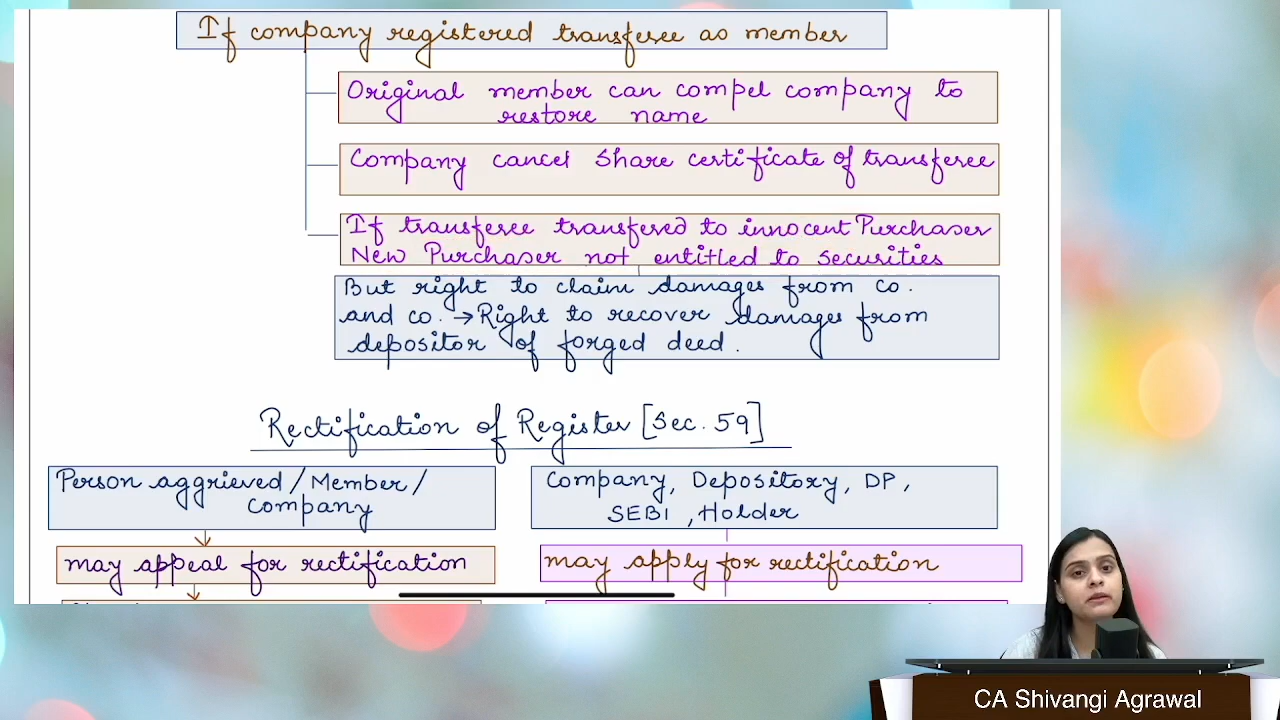 If company registered transferee as member
Original member can compel company to
restore name
Company cancel Share certificate of transferee
If transferee transfered to innocent Purchaser
New Purchaser not entitled to securities
But right to claim damages from co.
and co. → Right to recover damages from
depositor of forged deed.
Rectification of Register [Sec. 59]
Person aggrieved / Member /
Company
may appeal for rectification
Company, Depository, DP,
SEBI, Holder
may apply for rectification
CA Shivangi Agrawal